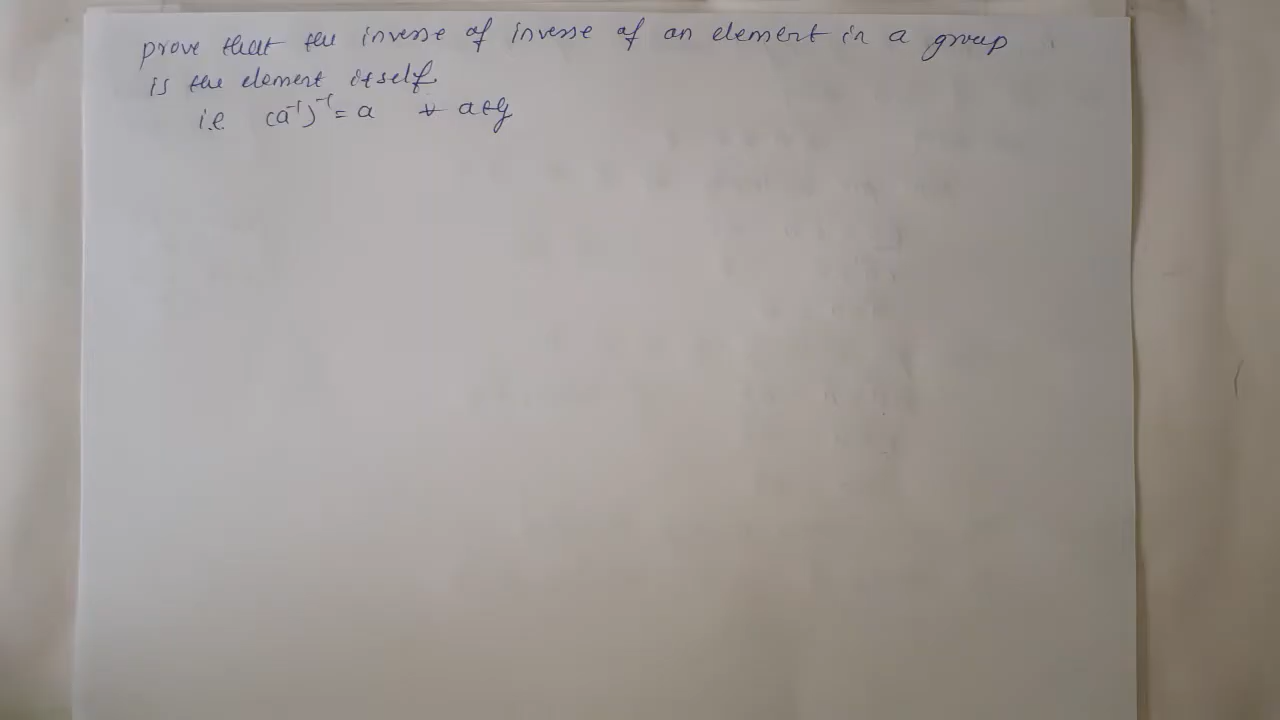 prove that the inverse of inverse of an element in a group
is the element itself.
i.e (a⁻¹)⁻¹ = a ∀ a∈G